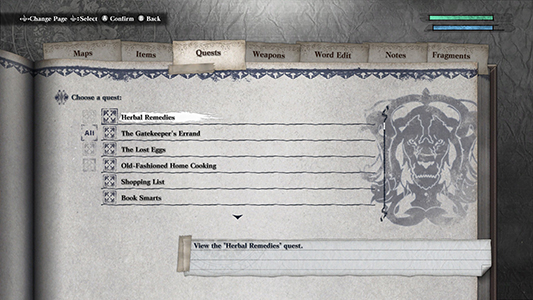 Change Page Select A Confirm B Back
Maps Items Quests Weapons Word Edit Notes Fragments
Choose a quest:
Herbal Remedies
All
The Gatekeeper's Errand
The Lost Eggs
Old-Fashioned Home Cooking
Shopping List
Book Smarts
View the "Herbal Remedies" quest.